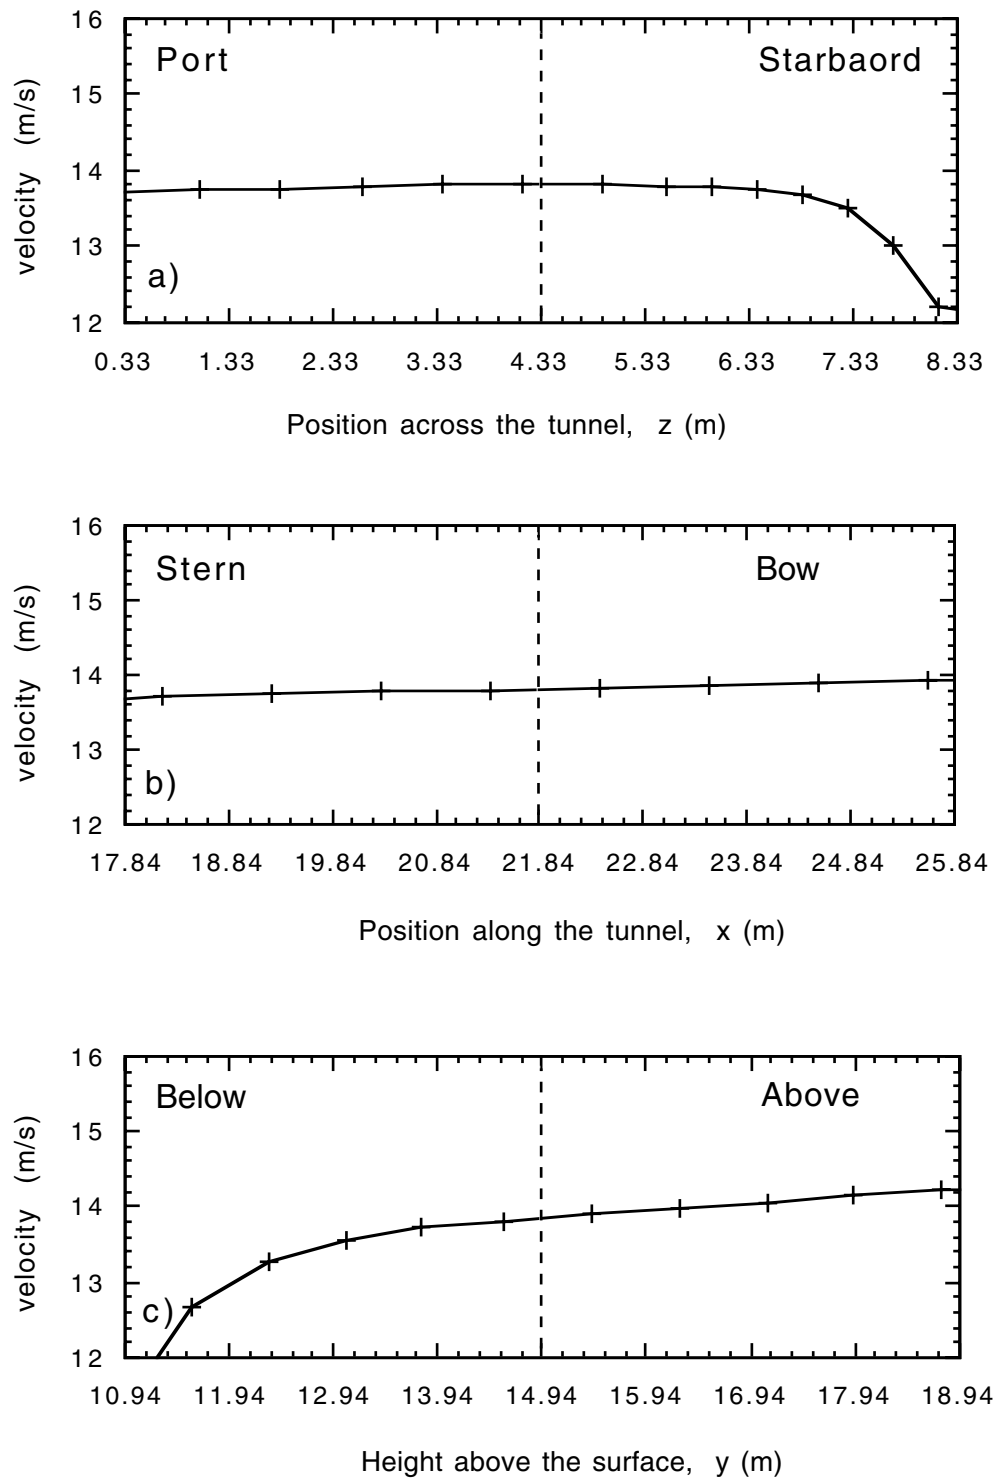 16
Port Starbaord
15
velocity (m/s)
14
13
a)
12
0.33 1.33 2.33 3.33 4.33 5.33 6.33 7.33 8.33
Position across the tunnel, z (m)
16
Stern Bow
15
velocity (m/s)
14
13
b)
12
17.84 18.84 19.84 20.84 21.84 22.84 23.84 24.84 25.84
Position along the tunnel, x (m)
16
Below Above
15
velocity (m/s)
14
13
c)
12
10.94 11.94 12.94 13.94 14.94 15.94 16.94 17.94 18.94
Height above the surface, y (m)